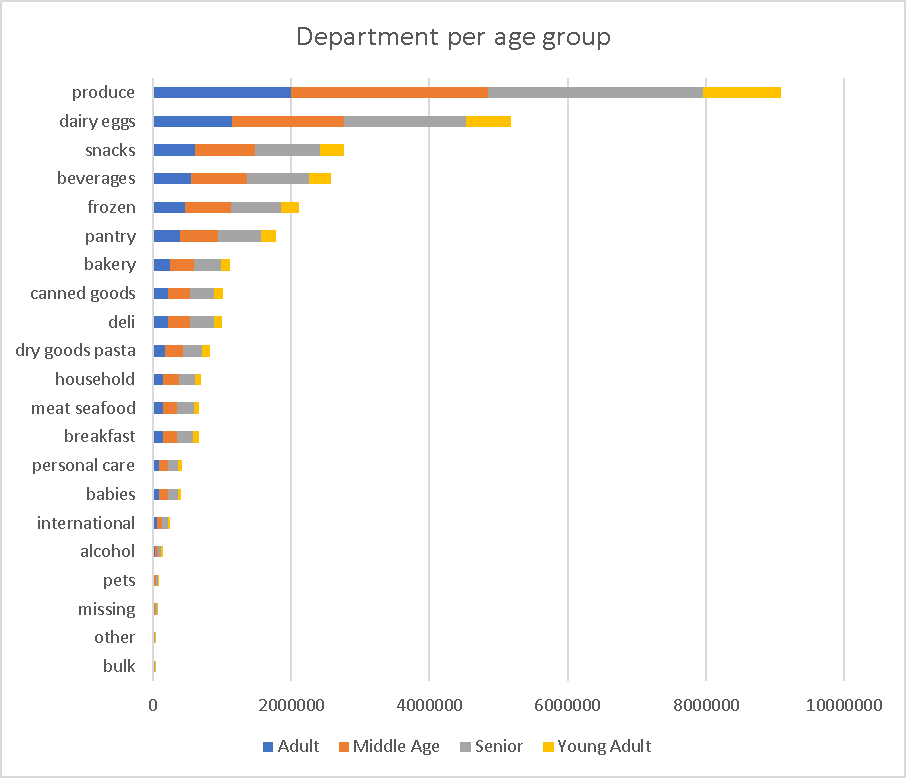 Department per age group
produce
dairy eggs
snacks
beverages
frozen
pantry
bakery
canned goods
deli
dry goods pasta
household
meat seafood
breakfast
personal care
babies
international
alcohol
pets
missing
other
bulk
0 2000000 4000000 6000000 8000000 10000000
Adult Middle Age Senior Young Adult